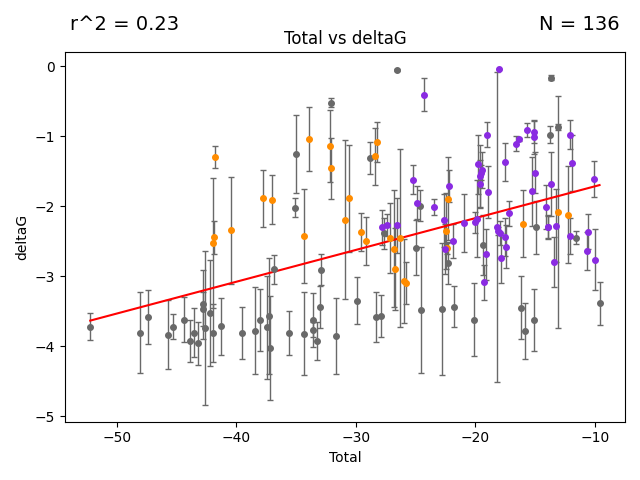 r^2 = 0.23
N = 136
Total vs deltaG
deltaG
0
−1
−2
−3
−4
−5
−50
−40
−30
−20
−10
Total